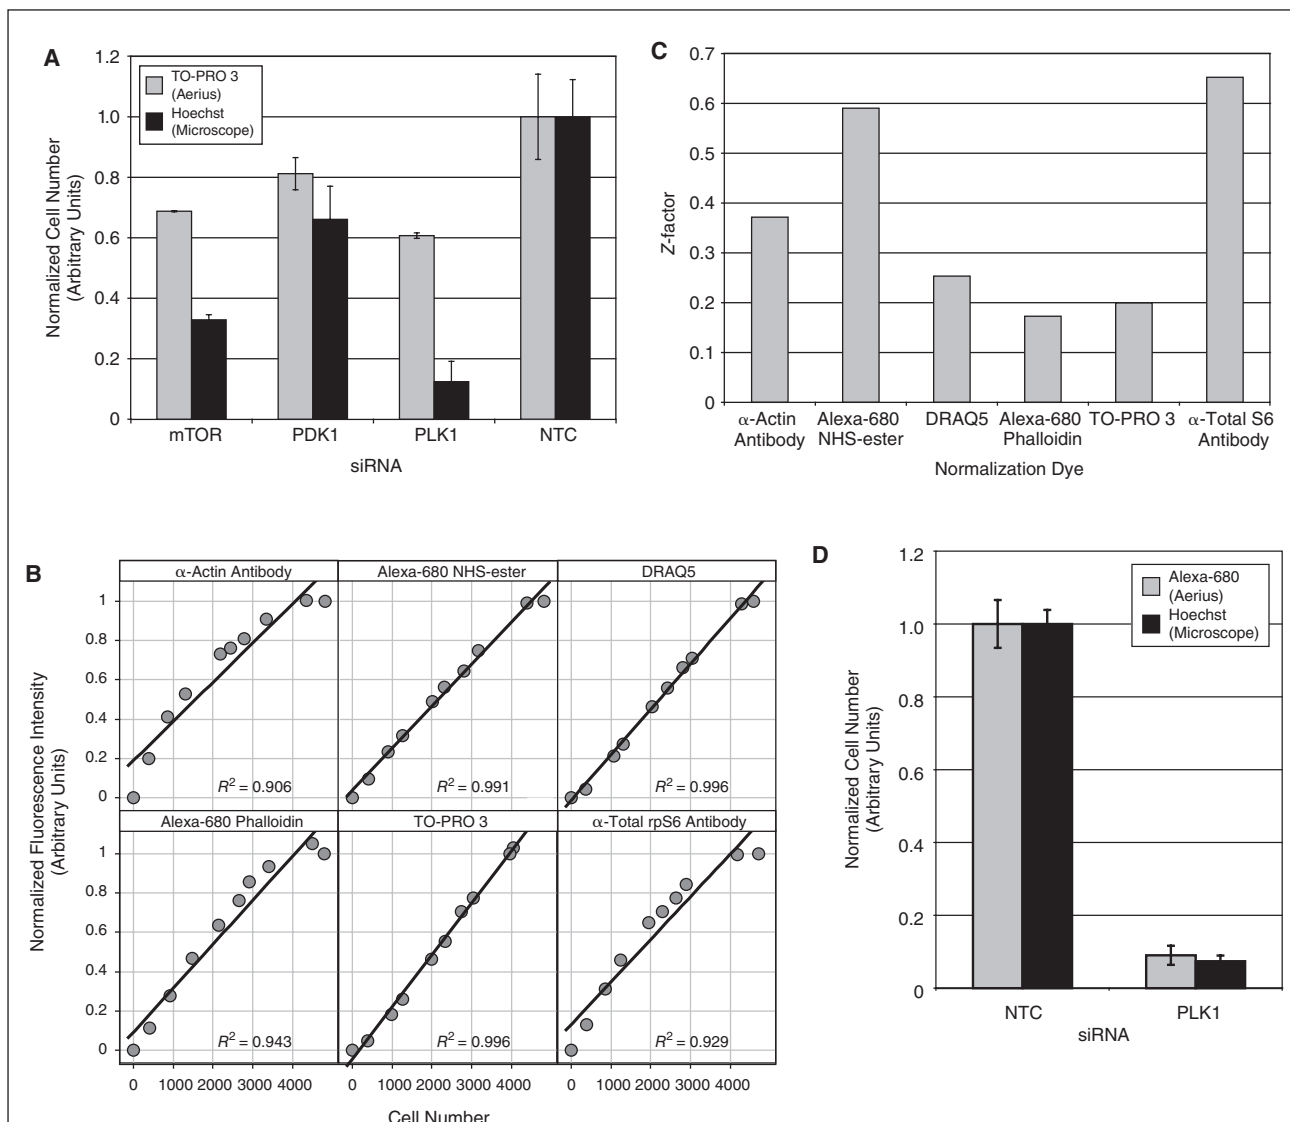 A
1.2
1.0
0.8
0.6
0.4
0.2
0
Normalized Cell Number
(Arbitrary Units)
TO-PRO 3
(Aerius)
Hoechst
(Microscope)
mTOR PDK1 PLK1 NTC
siRNA
C
0.7
0.6
0.5
0.4
0.3
0.2
0.1
0
Z-factor
α-Actin
Antibody
Alexa-680
NHS-ester
DRAQ5
Alexa-680
Phalloidin
TO-PRO 3
α-Total S6
Antibody
Normalization Dye
B
Normalized Fluorescence Intensity
(Arbitrary Units)
α-Actin Antibody
Alexa-680 NHS-ester
DRAQ5
1
0.8
0.6
0.4
0.2
0
R² = 0.906
R² = 0.991
R² = 0.996
Alexa-680 Phalloidin
TO-PRO 3
α-Total rpS6 Antibody
1
0.8
0.6
0.4
0.2
0
R² = 0.943
R² = 0.996
R² = 0.929
0 1000 2000 3000 4000
0 1000 2000 3000 4000
0 1000 2000 3000 4000
Cell Number
D
1.2
1.0
0.8
0.6
0.4
0.2
0
Normalized Cell Number
(Arbitrary Units)
Alexa-680
(Aerius)
Hoechst
(Microscope)
NTC PLK1
siRNA